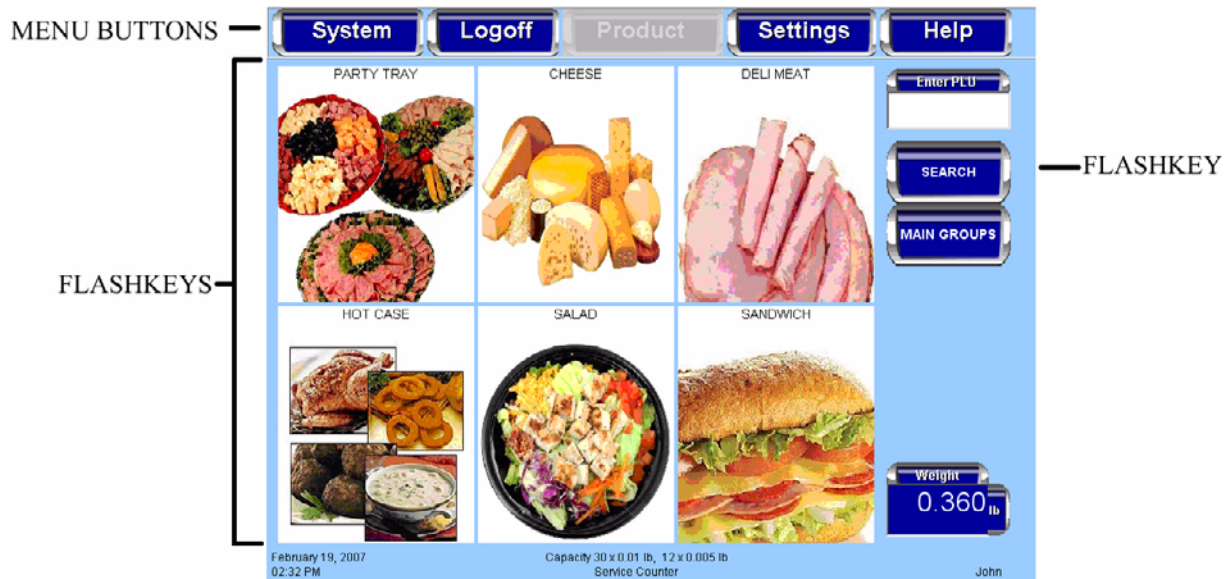 MENU BUTTONS
System Logoff Product Settings Help
PARTY TRAY CHEESE DELI MEAT
Enter PLU
SEARCH
FLASHKEY
MAIN GROUPS
FLASHKEYS
HOT CASE SALAD SANDWICH
Weight
0.360 lb
February 19, 2007 Capacity 30 x 0.01 lb, 12 x 0.005 lb
02:32 PM Service Counter John